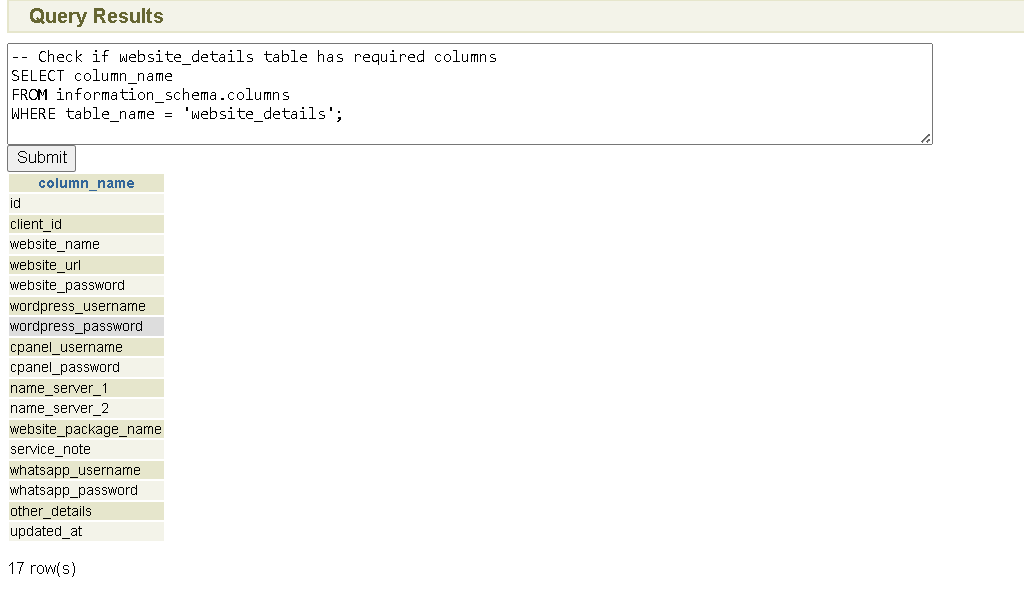 Query Results
-- Check if website_details table has required columns
SELECT column_name
FROM information_schema.columns
WHERE table_name = 'website_details';
Submit
column_name
id
client_id
website_name
website_url
website_password
wordpress_username
wordpress_password
cpanel_username
cpanel_password
name_server_1
name_server_2
website_package_name
service_note
whatsapp_username
whatsapp_password
other_details
updated_at
17 row(s)